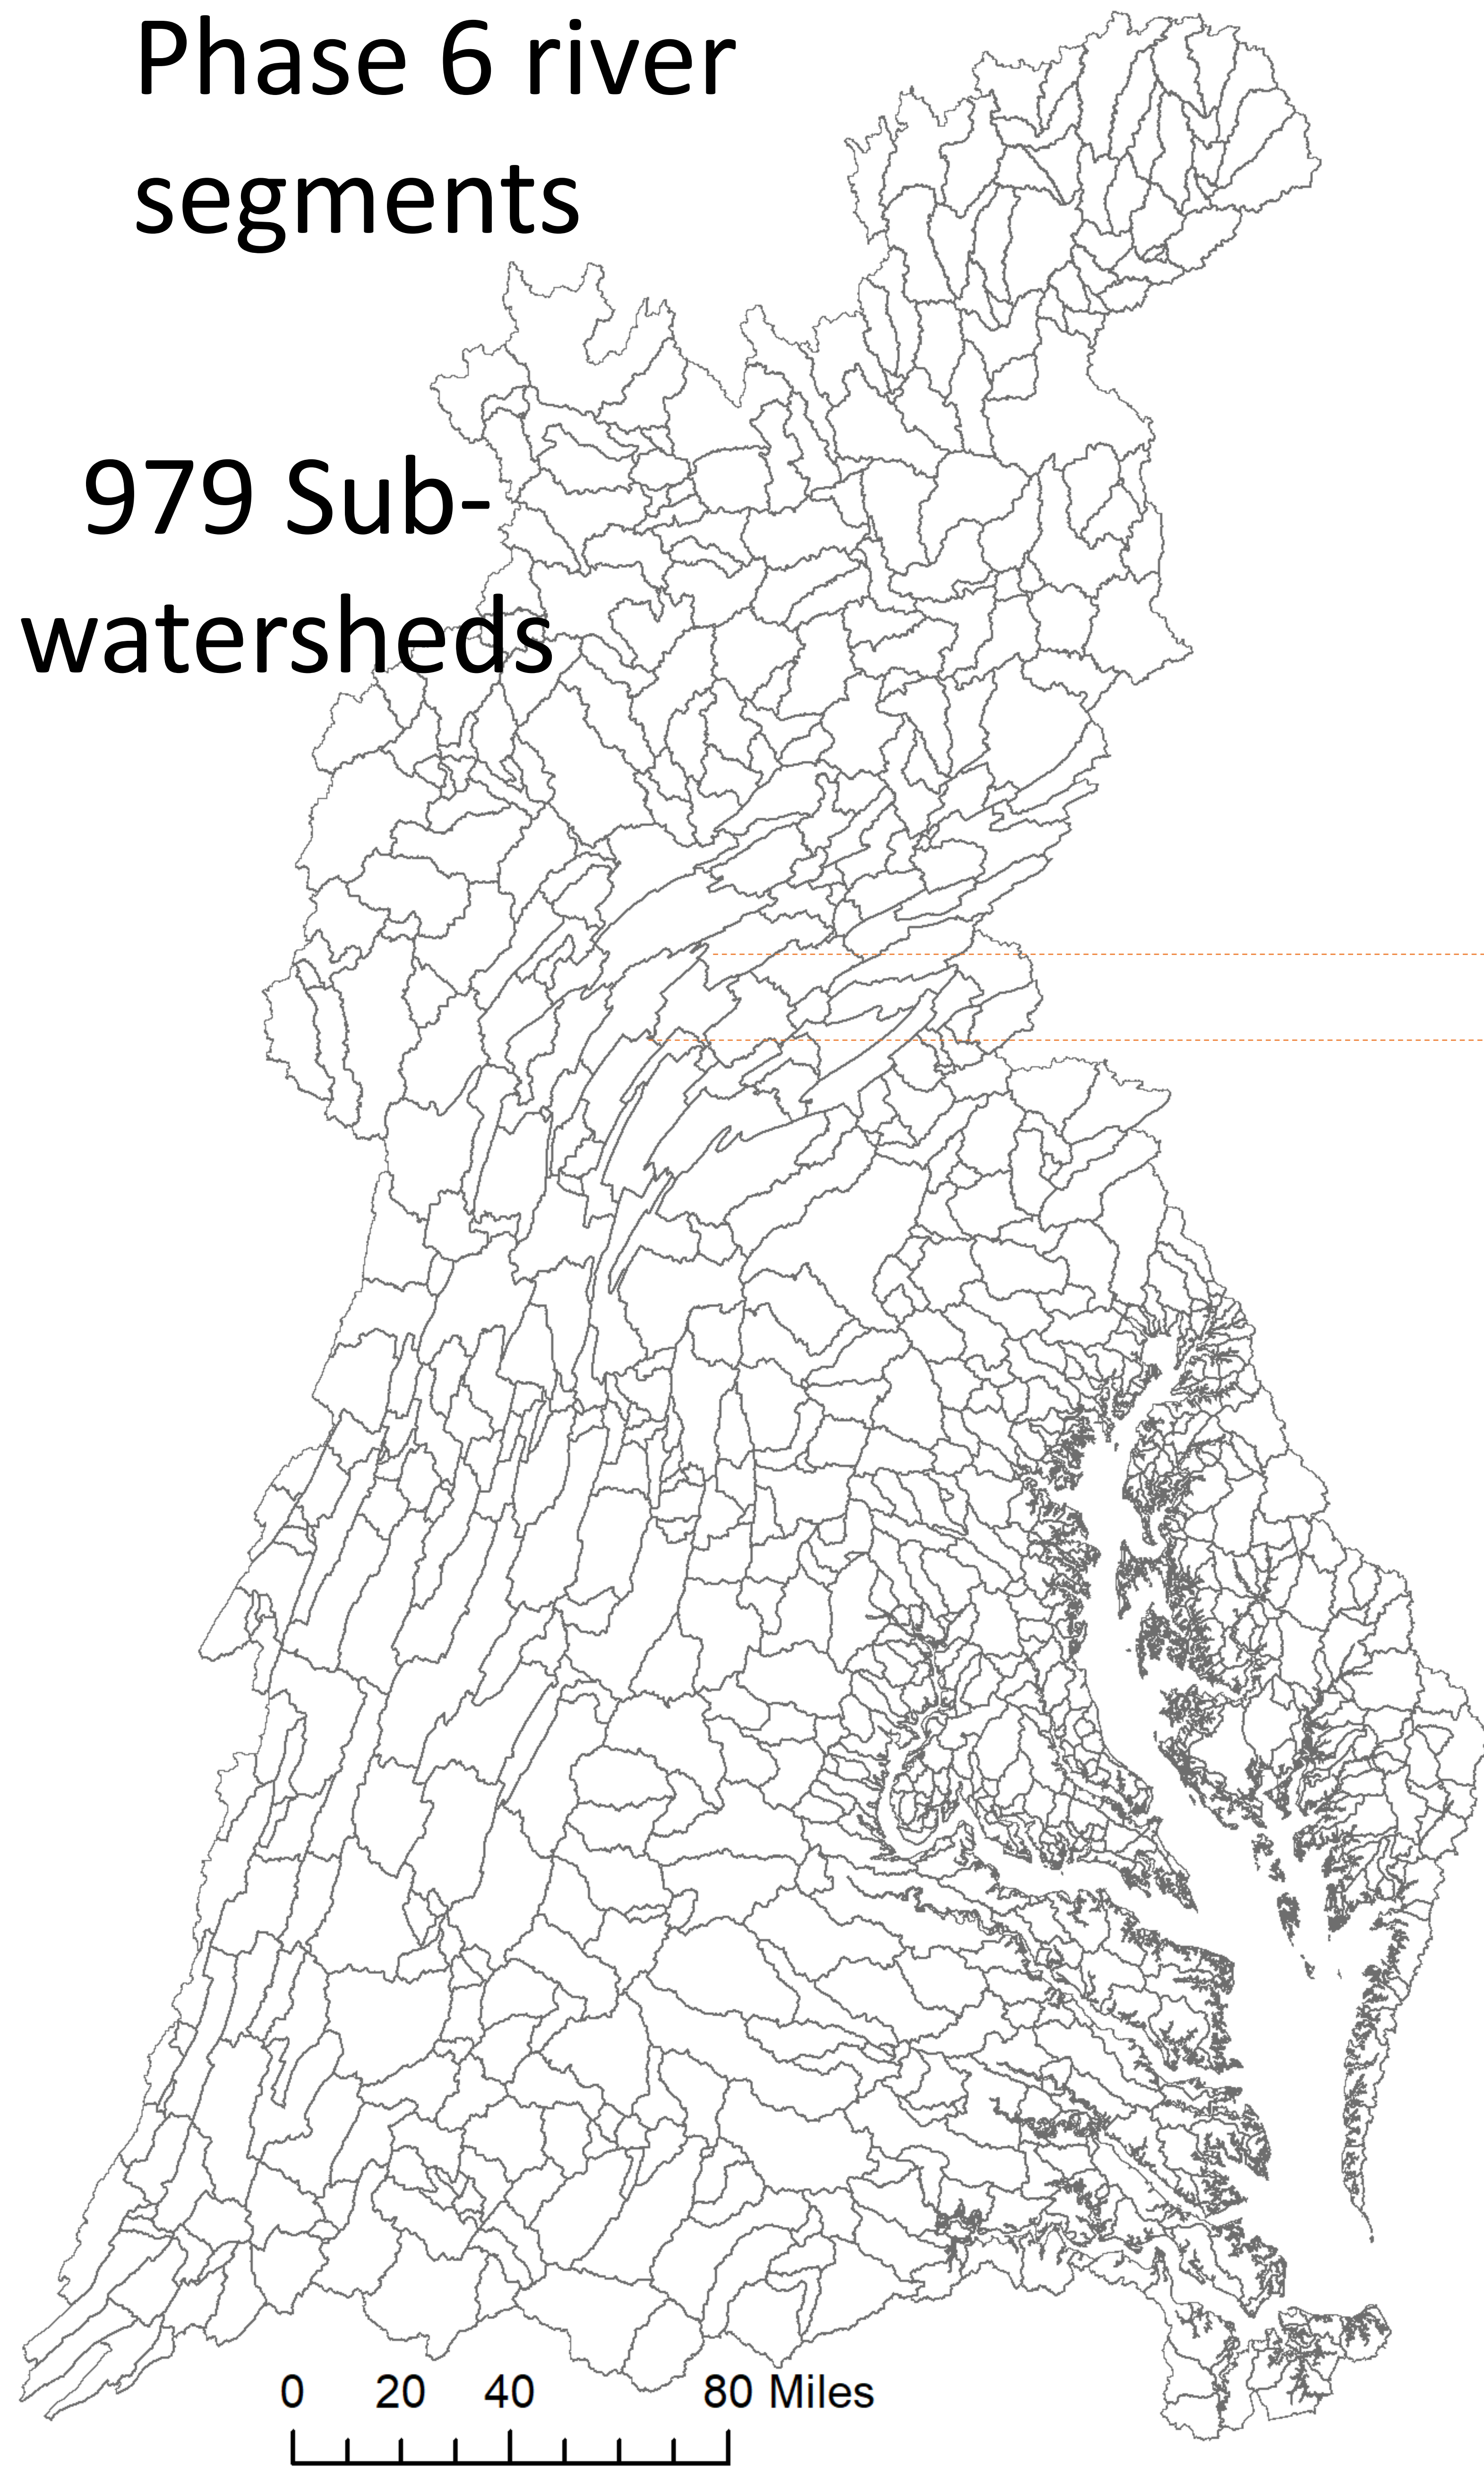 Phase 6 river
segments
979 Sub-
watersheds
0 20 40 80 Miles